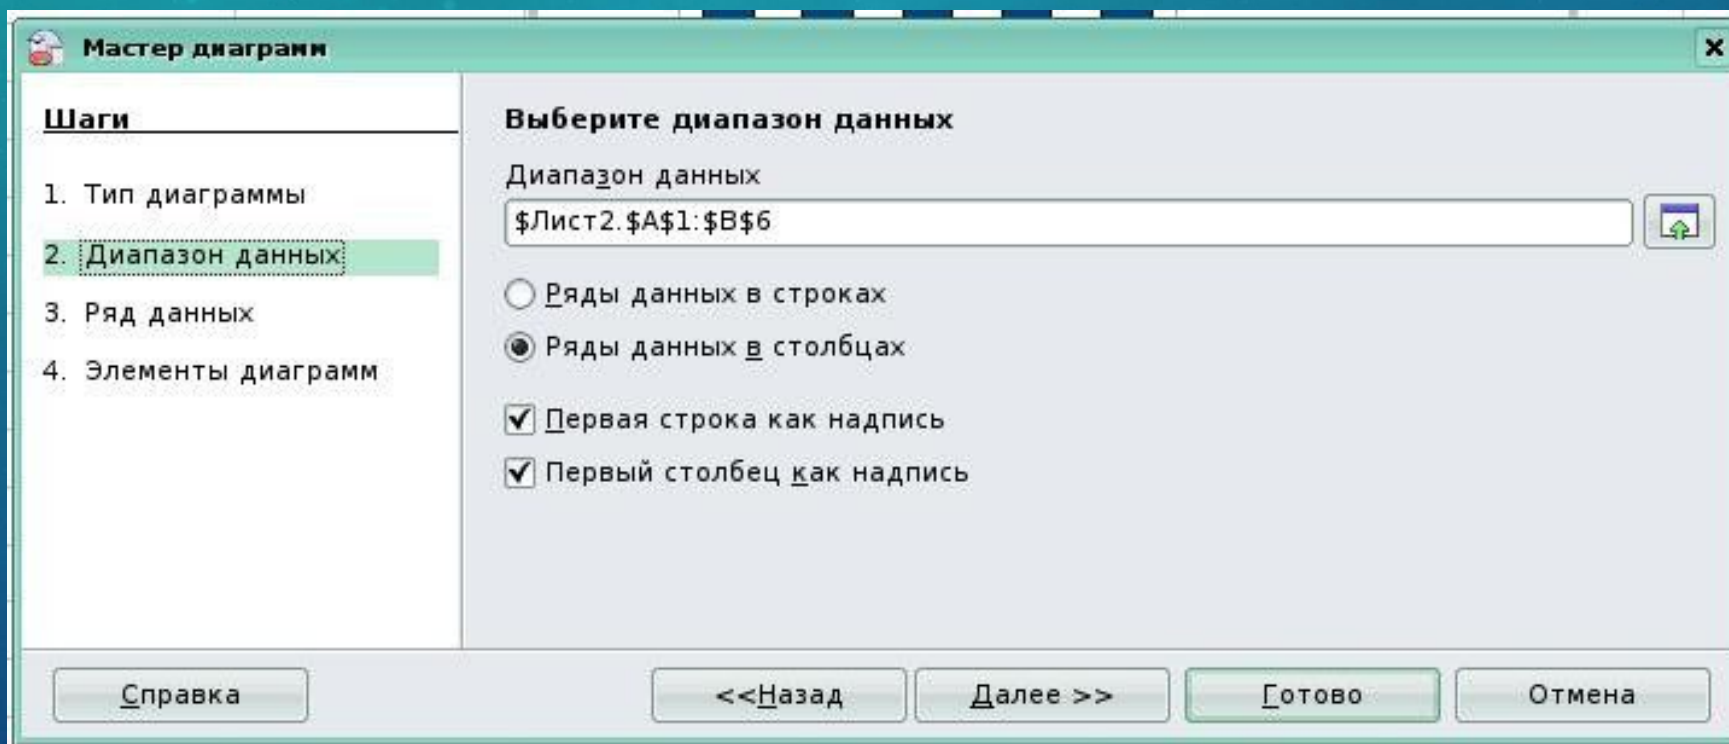 Мастер диаграмм
Шаги
1. Тип диаграммы
2. Диапазон данных
3. Ряд данных
4. Элементы диаграмм
Выберите диапазон данных
Диапазон данных
$Лист2.$A$1:$B$6
Ряды данных в строках
Ряды данных в столбцах
Первая строка как надпись
Первый столбец как надпись
Справка
<<Назад
Далее >>
Готово
Отмена